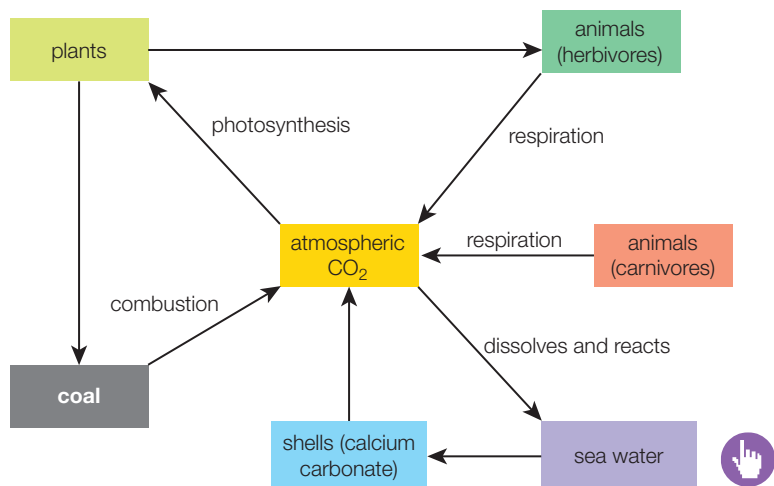 plants
animals
(herbivores)
photosynthesis
respiration
atmospheric
CO₂
respiration
animals
(carnivores)
combustion
dissolves and reacts
coal
shells (calcium
carbonate)
sea water